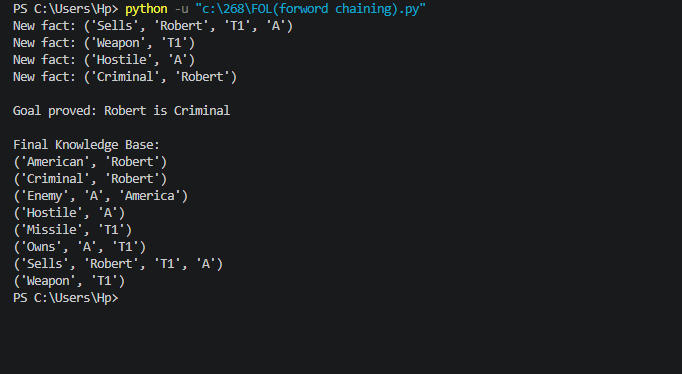 PS C:\Users\Hp> python -u "c:\268\FOL(forword chaining).py"
New fact: ('Sells', 'Robert', 'T1', 'A')
New fact: ('Weapon', 'T1')
New fact: ('Hostile', 'A')
New fact: ('Criminal', 'Robert')
Goal proved: Robert is Criminal
Final Knowledge Base:
('American', 'Robert')
('Criminal', 'Robert')
('Enemy', 'A', 'America')
('Hostile', 'A')
('Missile', 'T1')
('Owns', 'A', 'T1')
('Sells', 'Robert', 'T1', 'A')
('Weapon', 'T1')
PS C:\Users\Hp>